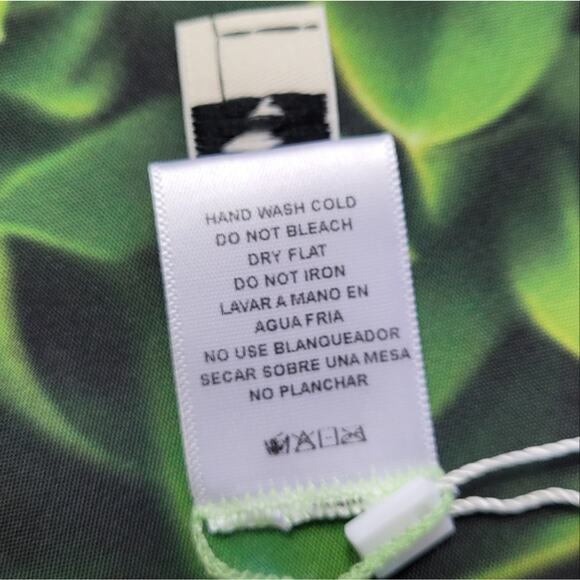 HAND WASH COLD
DO NOT BLEACH
DRY FLAT
DO NOT IRON
LAVAR A MANO EN
AGUA FRIA
NO USE BLANQUEADOR
SECAR SOBRE UNA MESA
NO PLANCHAR